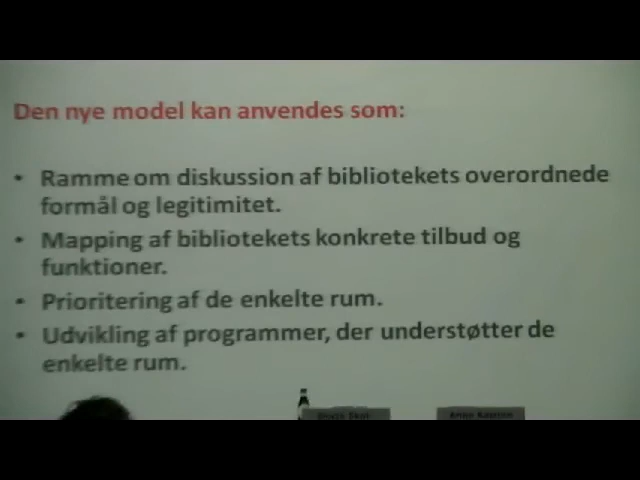 Den nye model kan anvendes som:
• Ramme om diskussion af bibliotekets overordnede
formål og legitimitet.
• Mapping af bibliotekets konkrete tilbud og
funktioner.
• Prioritering af de enkelte rum.
• Udvikling af programmer, der understøtter de
enkelte rum.